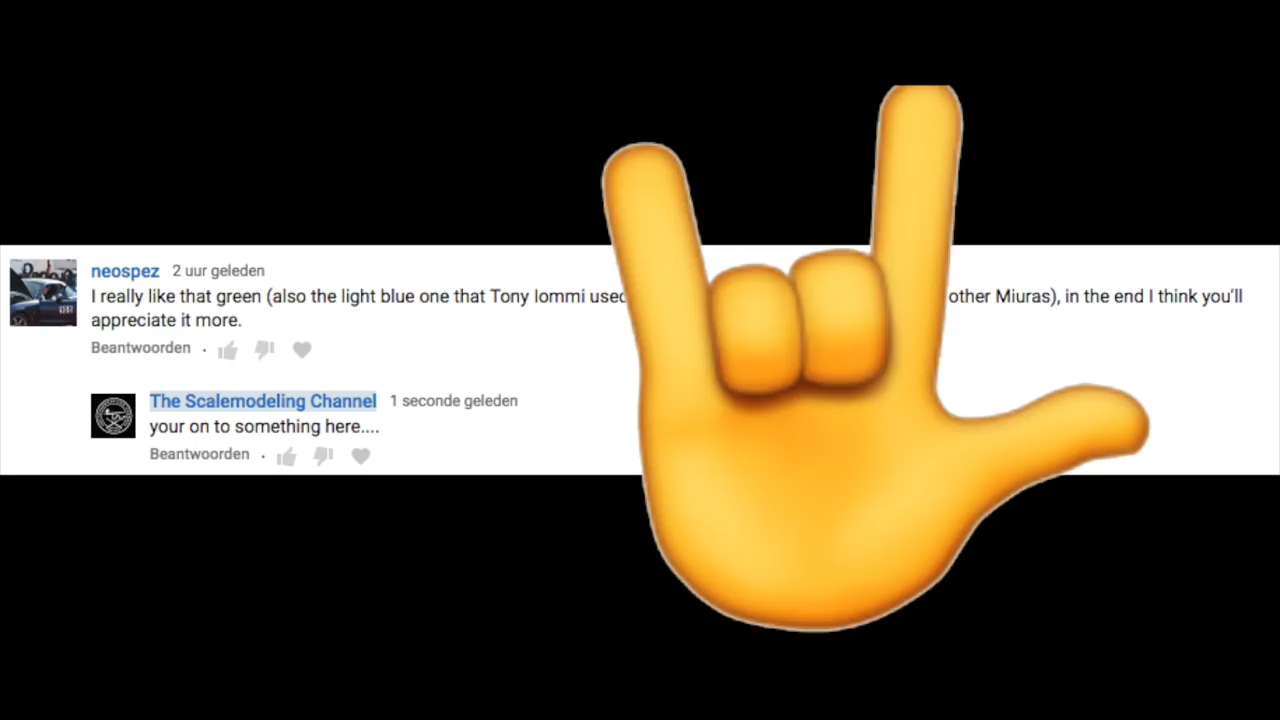 neospez 2 uur geleden
I really like that green (also the light blue one that Tony Iommi used other Miuras), in the end I think you'll
appreciate it more.
Beantwoorden ·
The Scalemodeling Channel 1 seconde geleden
your on to something here....
Beantwoorden ·